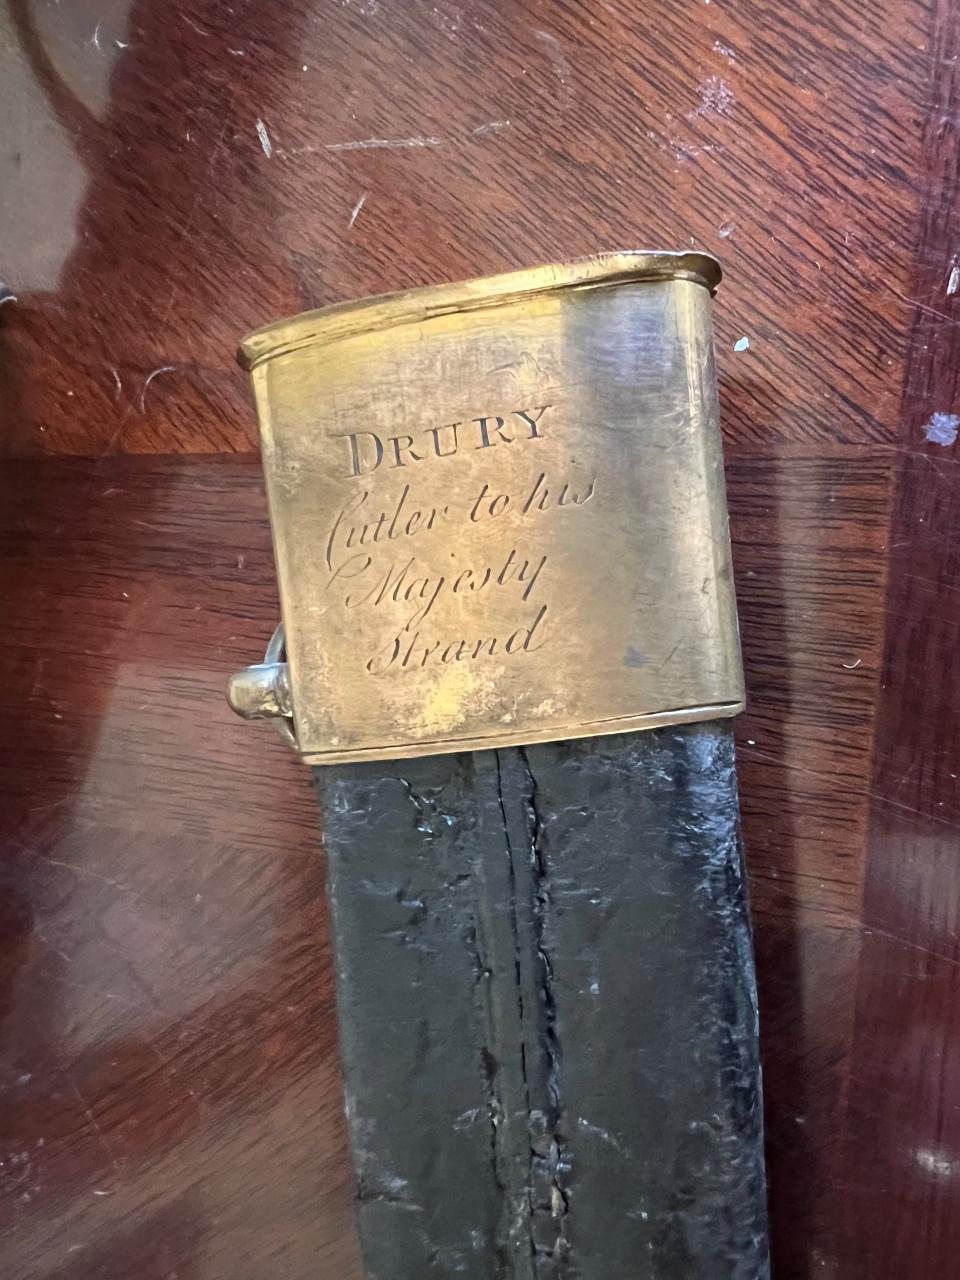 DRURY
Cutler to his
Majesty
Strand